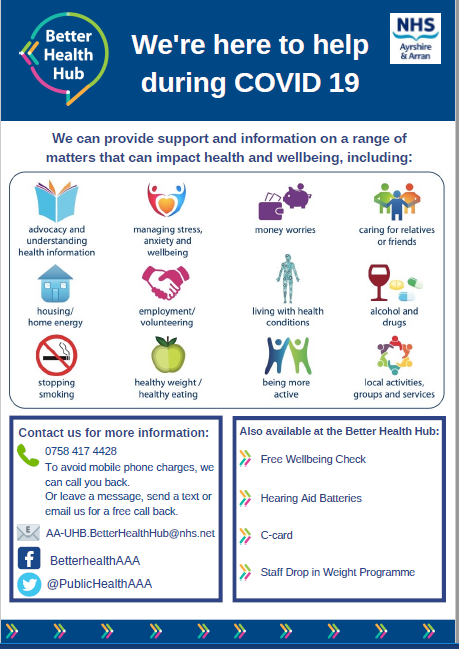 Better
Health
Hub
We're here to help
during COVID 19
NHS
Ayrshire
& Arran
We can provide support and information on a range of
matters that can impact health and wellbeing, including:
advocacy and
understanding
health information
managing stress,
anxiety and
wellbeing
money worries
caring for relatives
or friends
housing/
home energy
employment/
volunteering
living with health
conditions
alcohol and
drugs
stopping
smoking
healthy weight /
healthy eating
being more
active
local activities,
groups and services
Contact us for more information:
0758 417 4428
To avoid mobile phone charges, we
can call you back.
Or leave a message, send a text or
email us for a free call back.
E
AA-UHB.BetterHealthHub@nhs.net
BetterhealthAAA
@PublicHealthAAA
Also available at the Better Health Hub:
Free Wellbeing Check
Hearing Aid Batteries
C-card
Staff Drop in Weight Programme